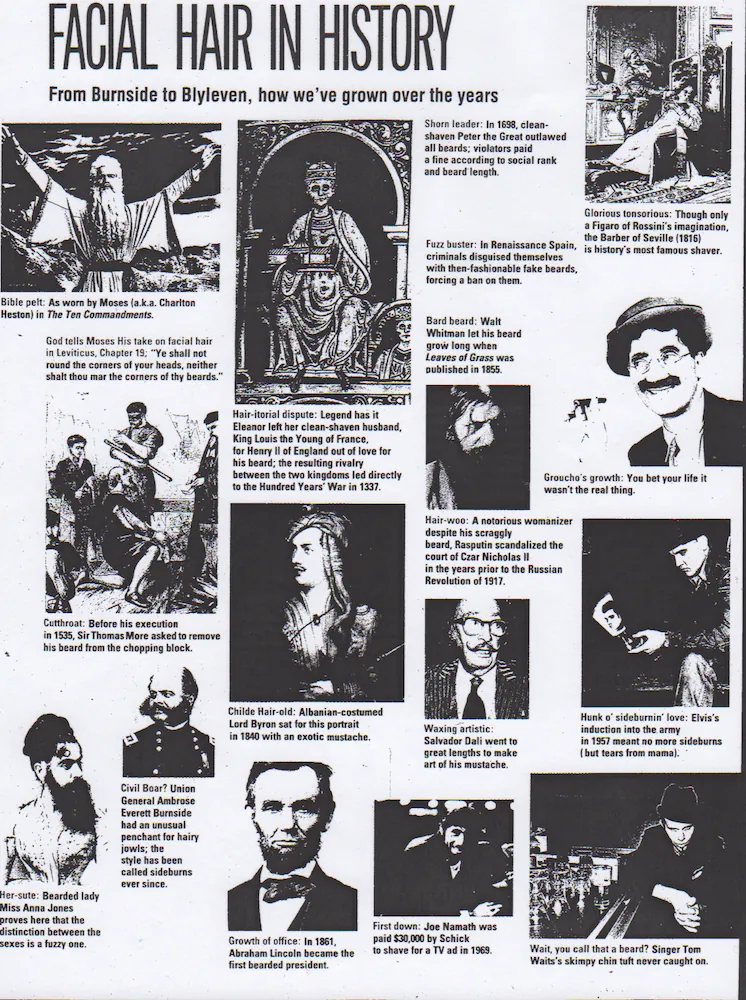 FACIAL HAIR IN HISTORY
From Burnside to Blyleven, how we've grown over the years
Bible pelt: As worn by Moses (a.k.a. Charlton
Heston) in The Ten Commandments.
God tells Moses His take on facial hair
in Leviticus, Chapter 19; "Ye shall not
round the corners of your heads, neither
shalt thou mar the corners of thy beards."
Cutthroat: Before his execution
in 1535, Sir Thomas More asked to remove
his beard from the chopping block.
Her-sute: Bearded lady
Miss Anna Jones
proves here that the
distinction between the
sexes is a fuzzy one.
Civil Boar? Union
General Ambrose
Everett Burnside
had an unusual
penchant for hairy
jowls; the
style has been
called sideburns
ever since.
Hair-itorial dispute: Legend has it
Eleanor left her clean-shaven husband,
King Louis the Young of France,
for Henry II of England out of love for
his beard; the resulting rivalry
between the two kingdoms led directly
to the Hundred Years' War in 1337.
Childe Hair-old: Albanian-costumed
Lord Byron sat for this portrait
in 1840 with an exotic mustache.
Growth of office: In 1861,
Abraham Lincoln became the
first bearded president.
Shorn leader: In 1698, clean-
shaven Peter the Great outlawed
all beards; violators paid
a fine according to social rank
and beard length.
Fuzz buster: In Renaissance Spain,
criminals disguised themselves
with then-fashionable fake beards,
forcing a ban on them.
Bard beard: Walt
Whitman let his beard
grow long when
Leaves of Grass was
published in 1855.
Hair-woo: A notorious womanizer
despite his scraggly
beard, Rasputin scandalized the
court of Czar Nicholas II
in the years prior to the Russian
Revolution of 1917.
Waxing artistic:
Salvador Dali went to
great lengths to make
art of his mustache.
First down: Joe Namath was
paid $30,000 by Schick
to shave for a TV ad in 1969.
Glorious tonsorious: Though only
a Figaro of Rossini's imagination,
the Barber of Seville (1816)
is history's most famous shaver.
Groucho's growth: You bet your life it
wasn't the real thing.
Hunk o' sideburnin' love: Elvis's
induction into the army
in 1957 meant no more sideburns
(but tears from mama).
Wait, you call that a beard? Singer Tom
Waits's skimpy chin tuft never caught on.